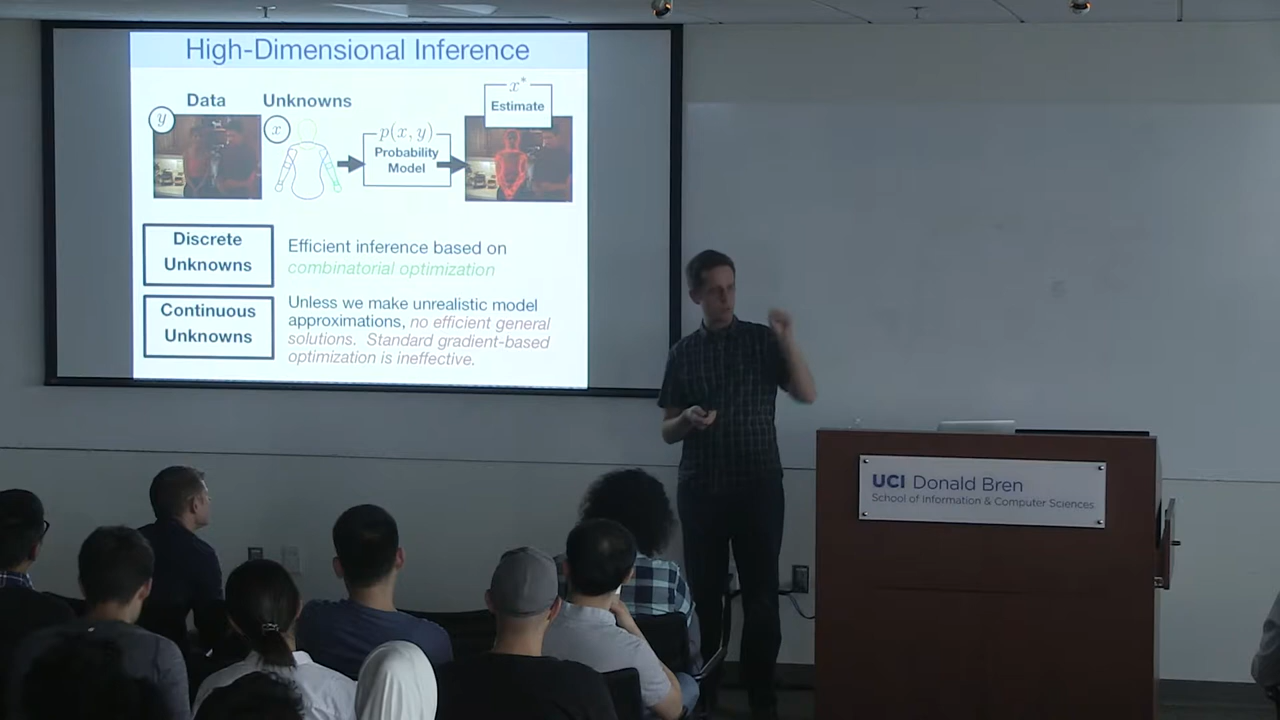 High-Dimensional Inference
Data
Unknowns
x*
Estimate
y
x
p(x, y)
Probability
Model
Discrete
Unknowns
Efficient inference based on
combinatorial optimization
Continuous
Unknowns
Unless we make unrealistic model
approximations, no efficient general
solutions. Standard gradient-based
optimization is ineffective.
UCI Donald Bren
School of Information & Computer Sciences